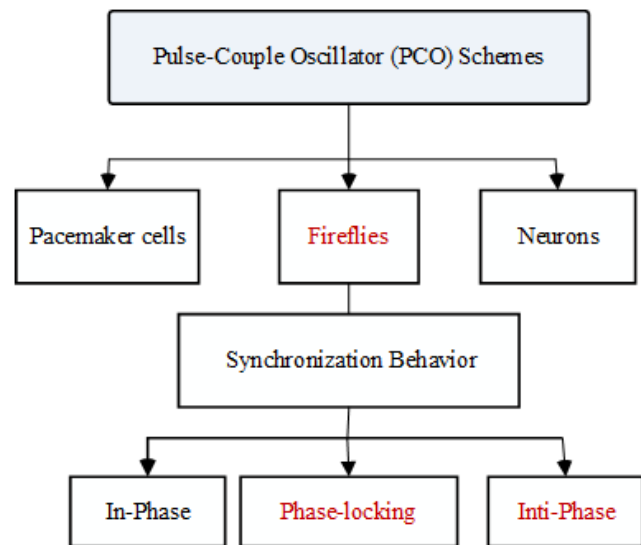 Pulse-Couple Oscillator (PCO) Schemes
Pacemaker cells
Fireflies
Neurons
Synchronization Behavior
In-Phase
Phase-locking
Inti-Phase